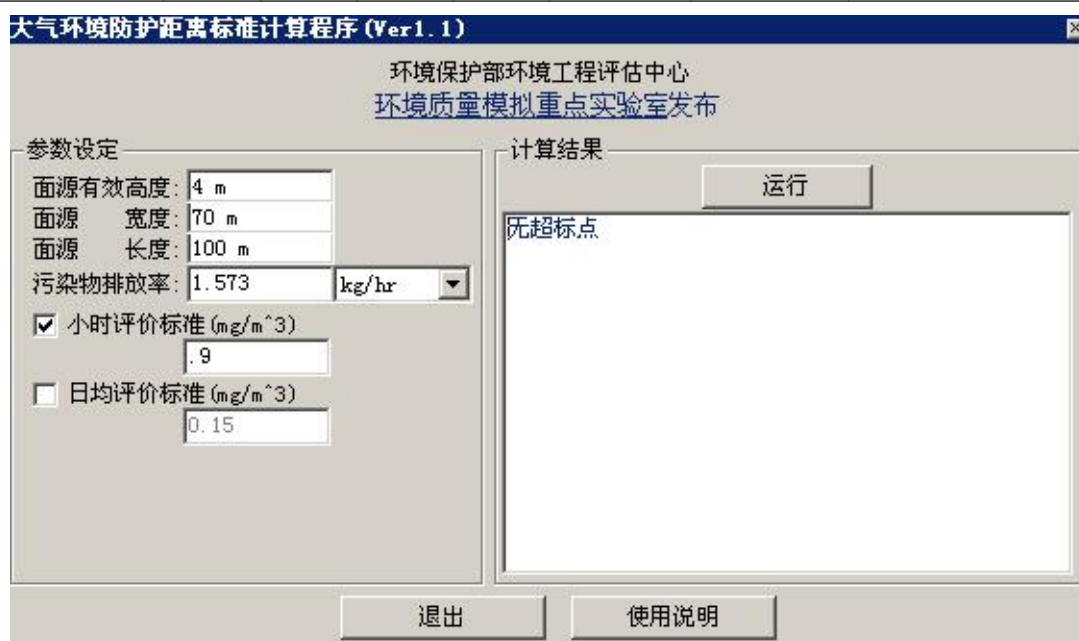 大气环境防护距离标准计算程序(Ver1.1)
环境保护部环境工程评估中心
环境质量模拟重点实验室发布
参数设定
面源有效高度: 4 m
面源 宽度: 70 m
面源 长度: 100 m
污染物排放率: 1.573 kg/hr
小时评价标准(mg/m^3)
.9
日均评价标准(mg/m^3)
0.15
计算结果
运行
无超标点
退出 使用说明